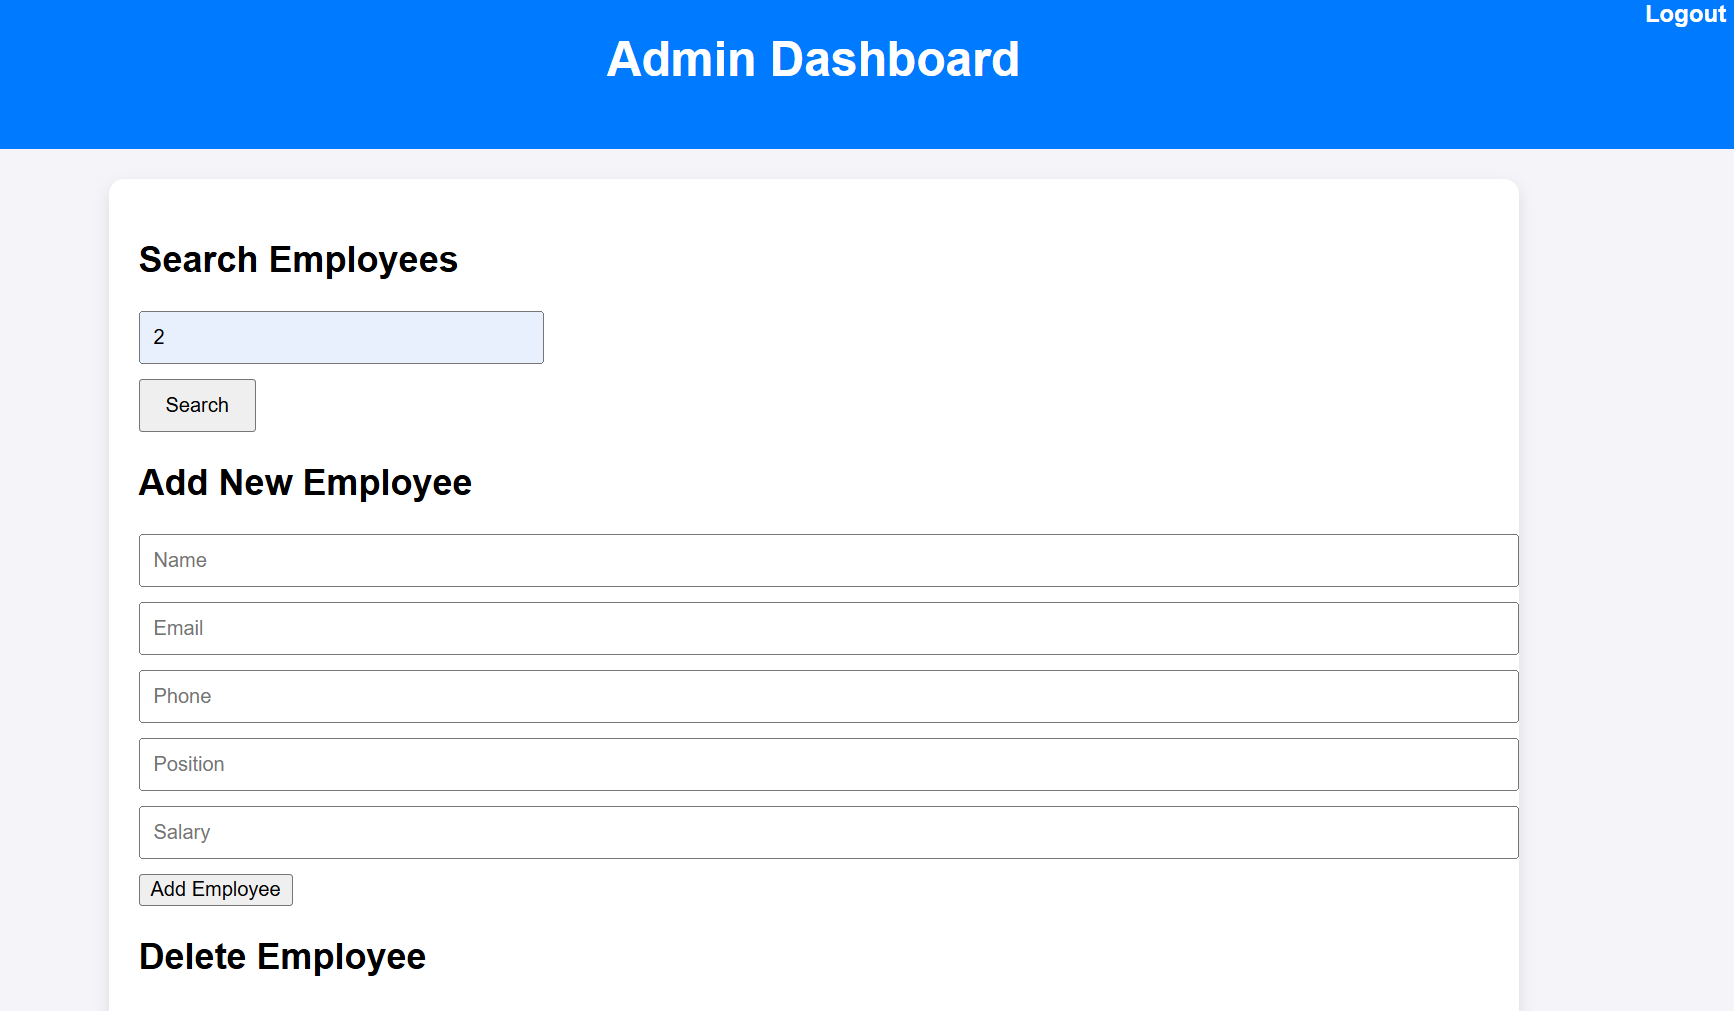 Logout
Admin Dashboard
Search Employees
2
Search
Add New Employee
Name
Email
Phone
Position
Salary
Add Employee
Delete Employee